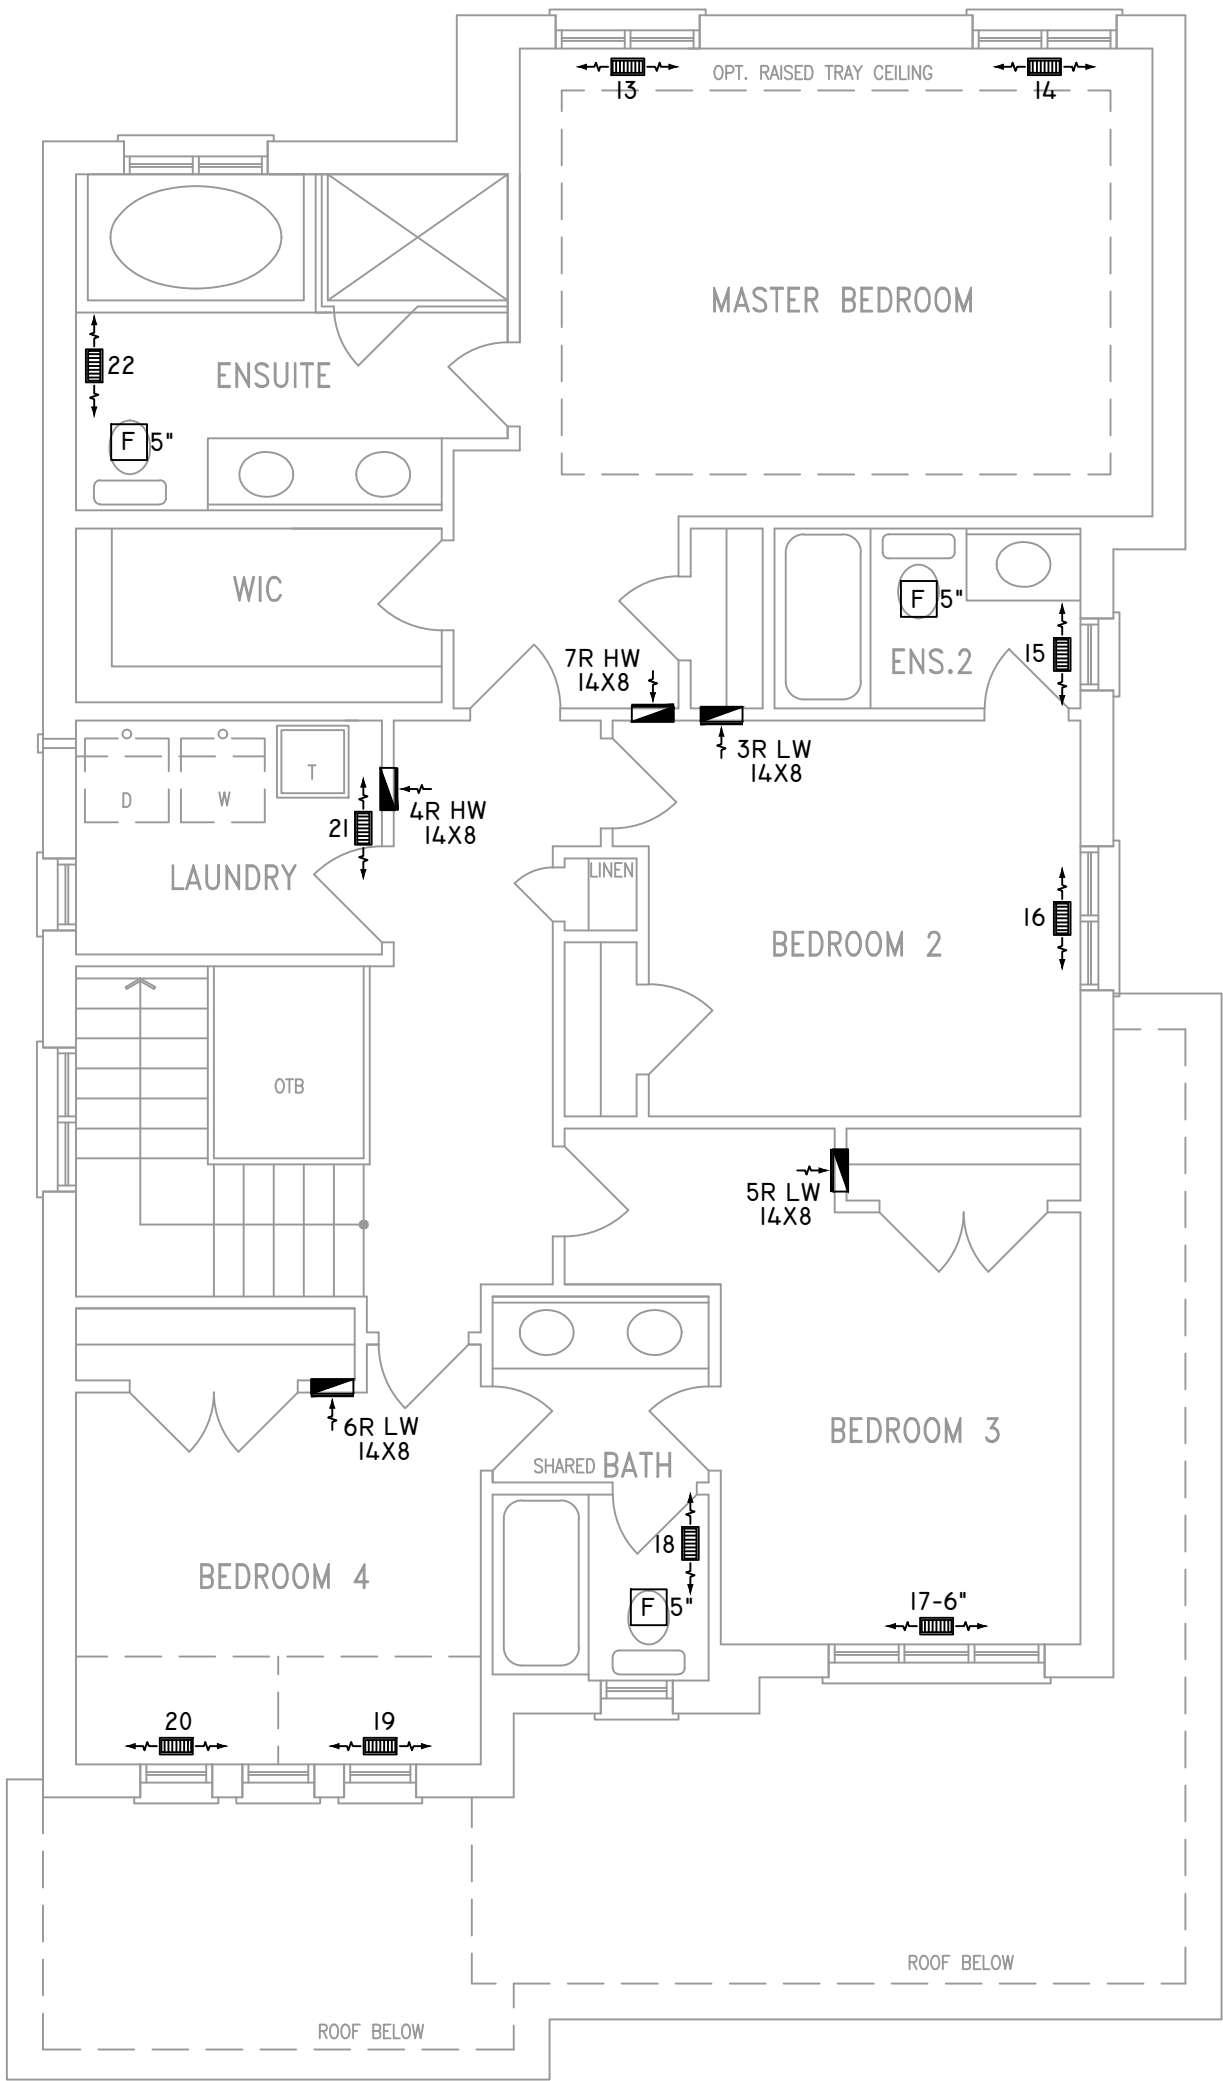 OPT. RAISED TRAY CEILING
13
14
MASTER BEDROOM
22
ENSUITE
F 5"
WIC
F 5"
ENS.2
15
7R HW
14X8
3R LW
14X8
T
D
W
21
4R HW
14X8
LAUNDRY
LINEN
16
BEDROOM 2
OTB
5R LW
14X8
6R LW
14X8
BEDROOM 3
SHARED BATH
18
BEDROOM 4
F 5"
17-6"
20
19
ROOF BELOW
ROOF BELOW